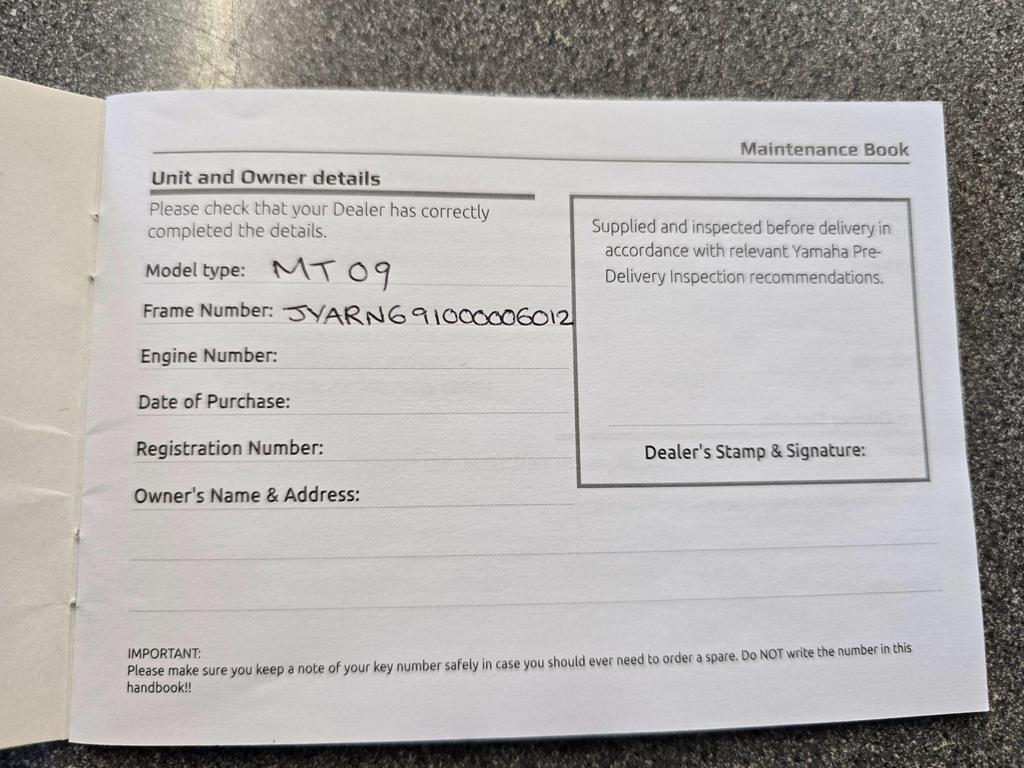 Maintenance Book
Unit and Owner details
Please check that your Dealer has correctly
completed the details.
Model type: MT 09
Frame Number: JYARN691000006012
Engine Number:
Date of Purchase:
Registration Number:
Owner's Name & Address:
Supplied and inspected before delivery in
accordance with relevant Yamaha Pre-
Delivery Inspection recommendations.
Dealer's Stamp & Signature:
IMPORTANT:
Please make sure you keep a note of your key number safely in case you should ever need to order a spare. Do NOT write the number in this
handbook!!